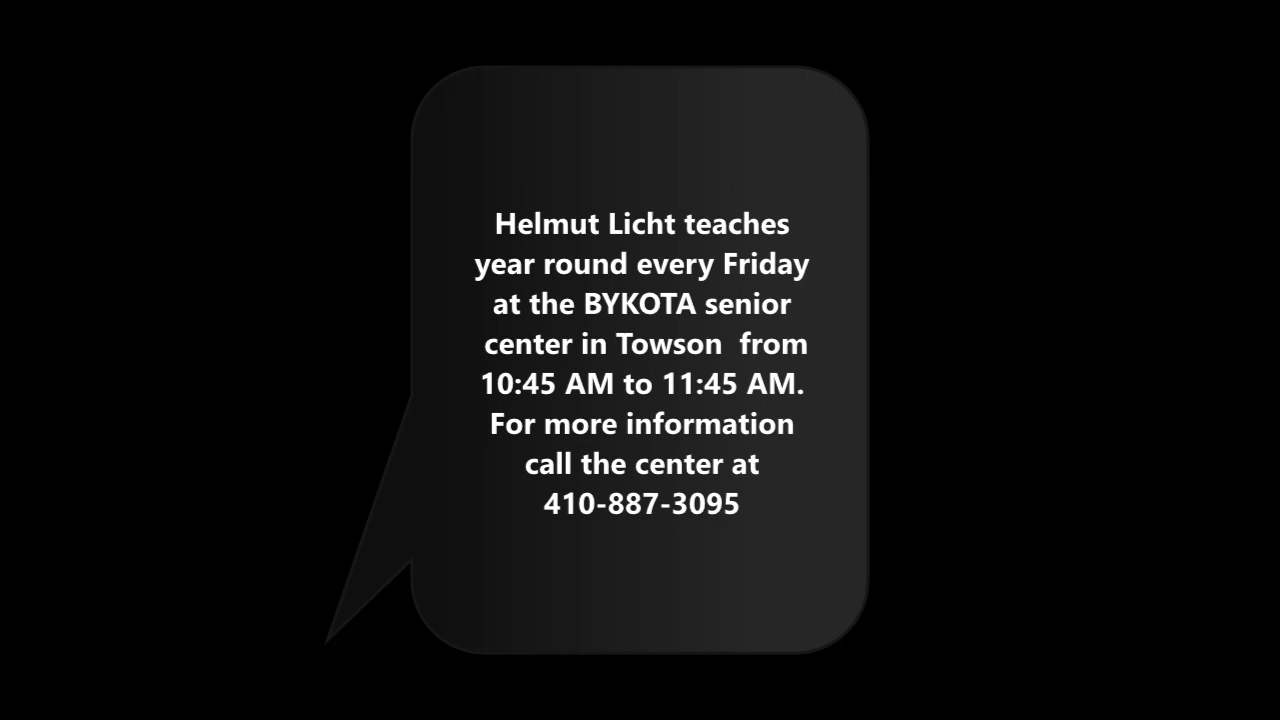 Helmut Licht teaches
year round every Friday
at the BYKOTA senior
center in Towson  from
10:45 AM to 11:45 AM.
For more information
call the center at
410-887-3095